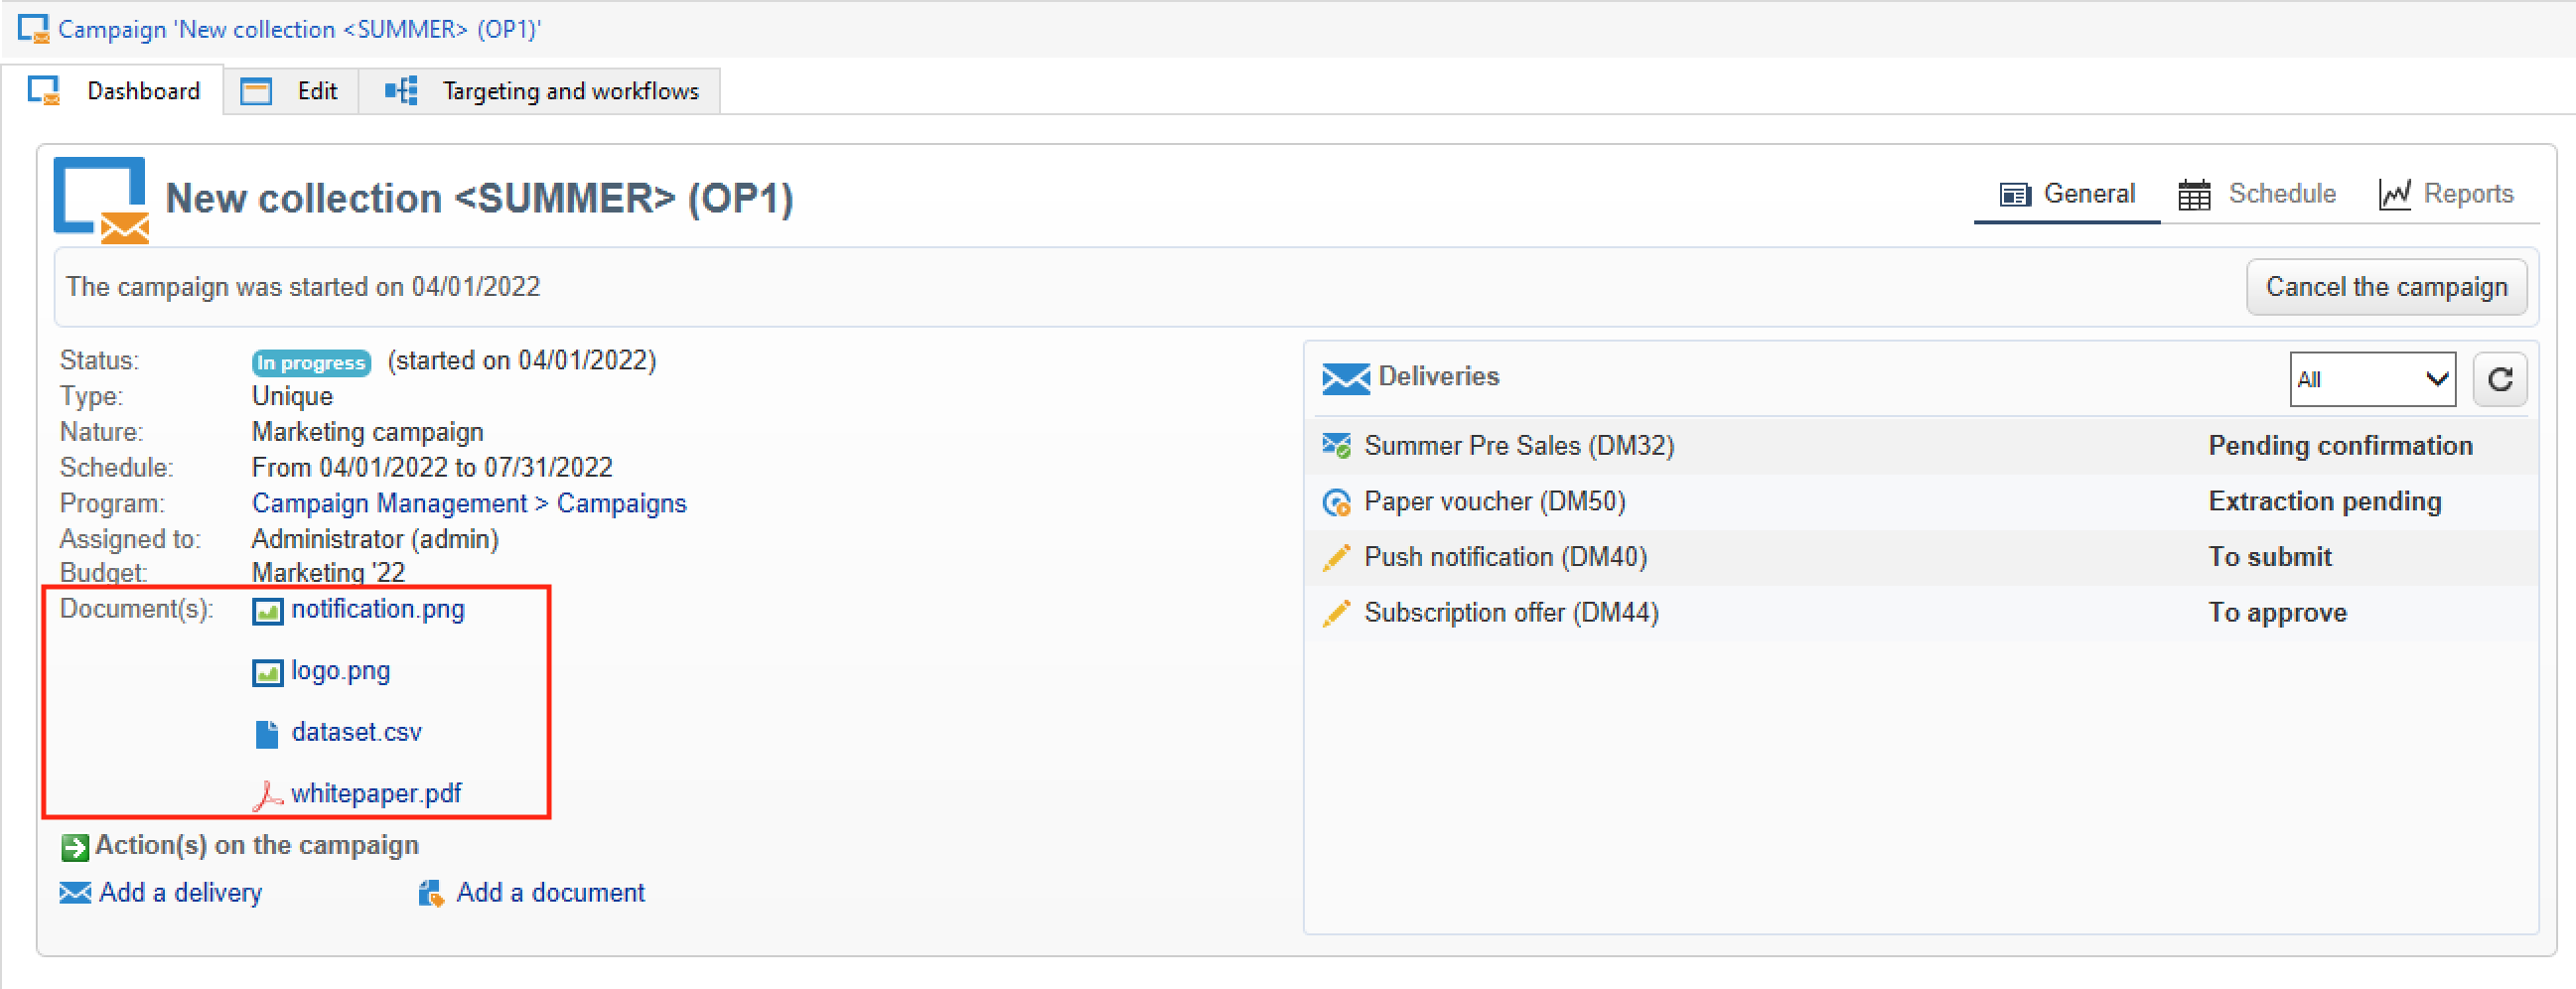 Campaign 'New collection <SUMMER> (OP1)'
Dashboard Edit Targeting and workflows
New collection <SUMMER> (OP1)
General Schedule Reports
The campaign was started on 04/01/2022
Cancel the campaign
Status: In progress (started on 04/01/2022)
Type: Unique
Nature: Marketing campaign
Schedule: From 04/01/2022 to 07/31/2022
Program: Campaign Management > Campaigns
Assigned to: Administrator (admin)
Budget: Marketing '22
Document(s): notification.png
logo.png
dataset.csv
whitepaper.pdf
Action(s) on the campaign
Add a delivery Add a document
Deliveries All
Summer Pre Sales (DM32) Pending confirmation
Paper voucher (DM50) Extraction pending
Push notification (DM40) To submit
Subscription offer (DM44) To approve